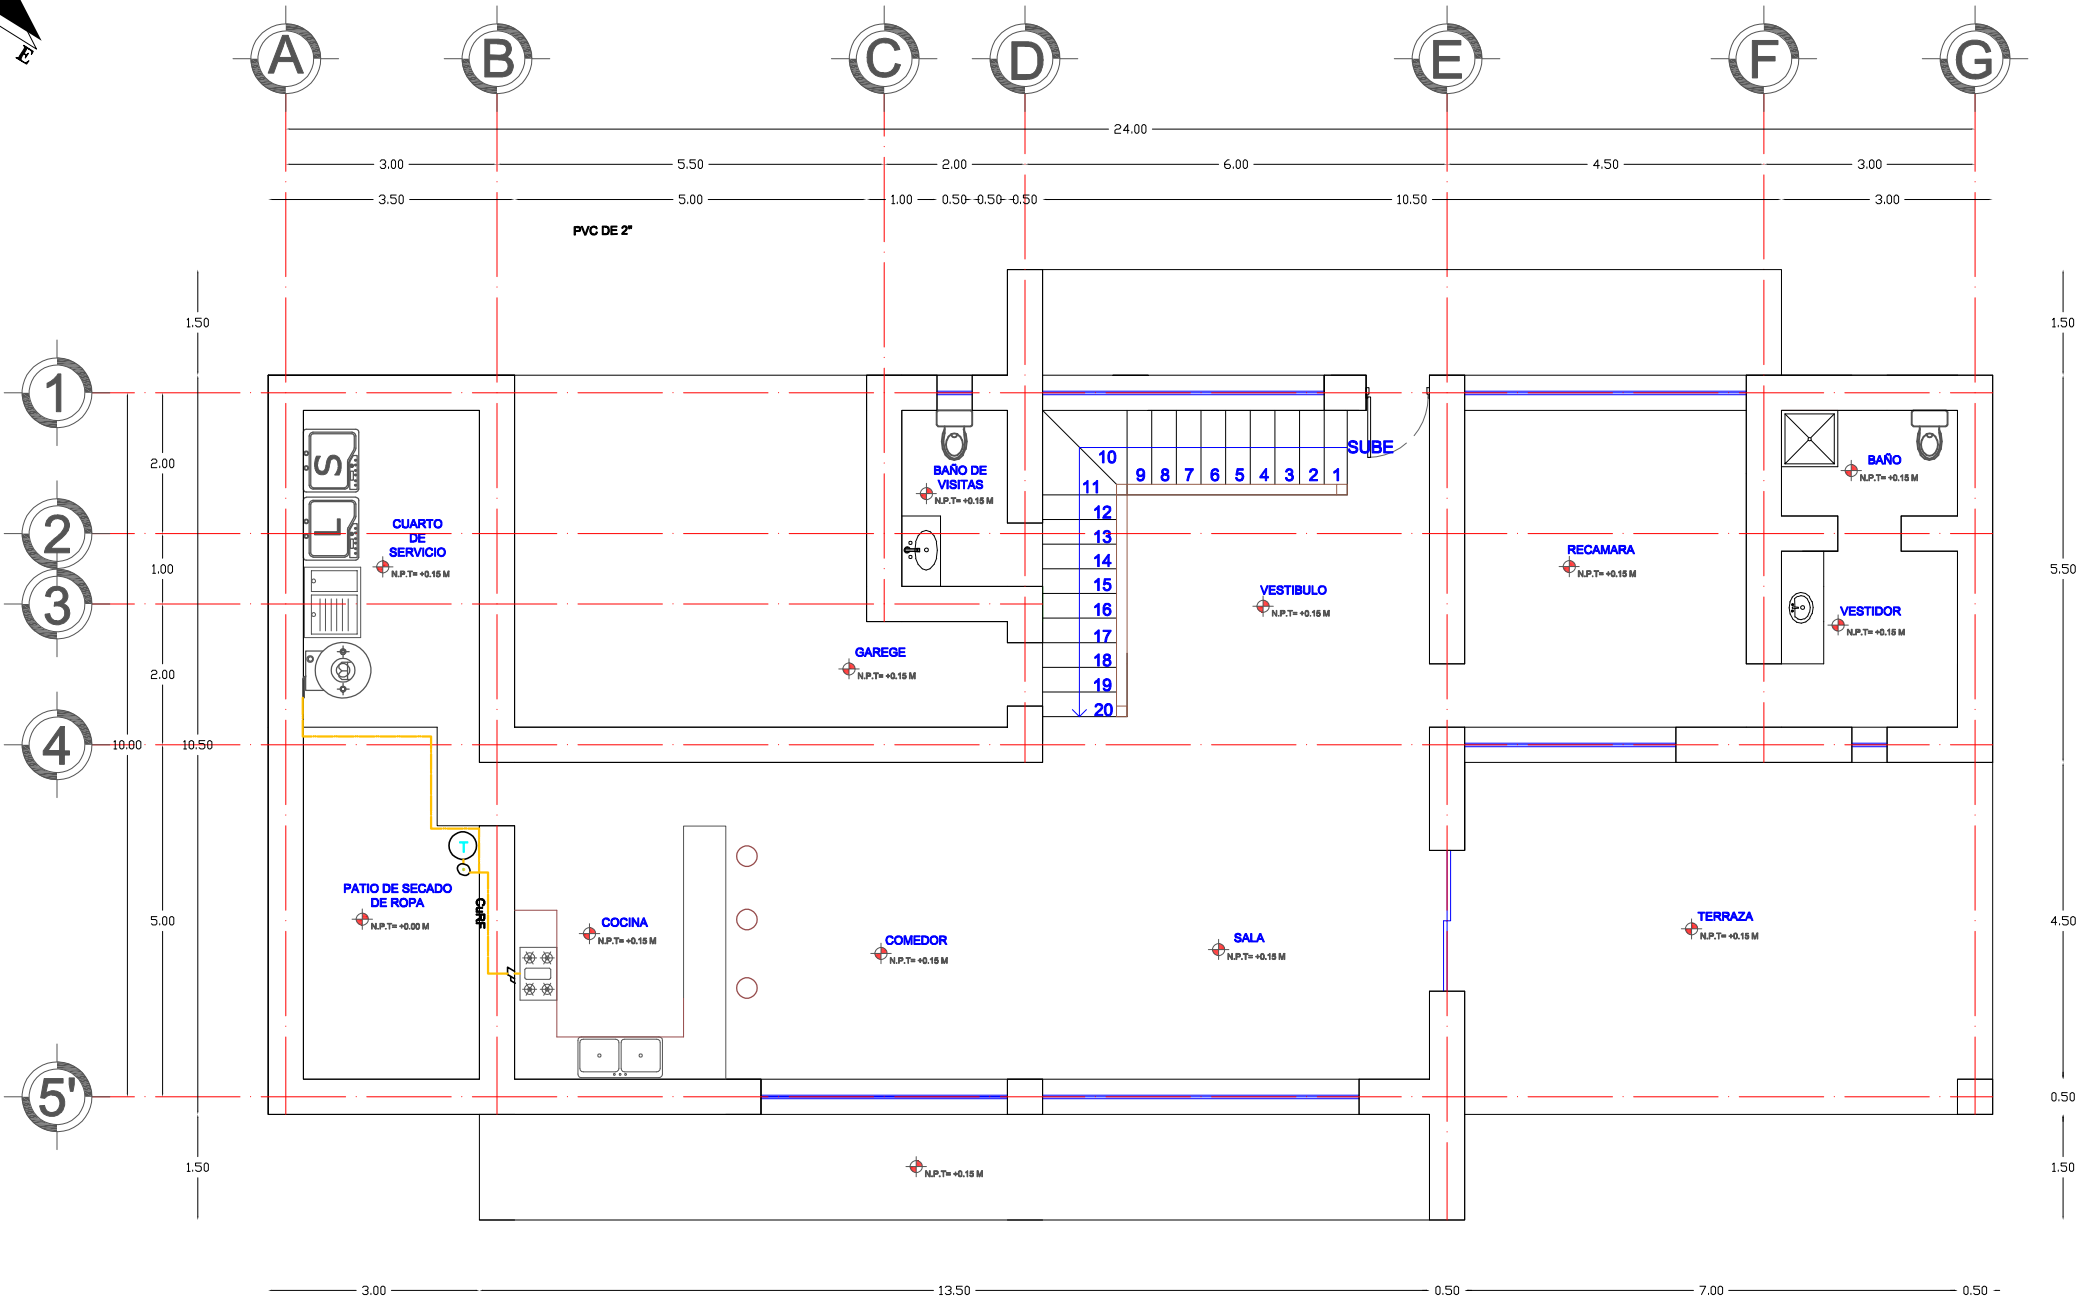 E
A B C D E F G
24.00
3.00 5.50 2.00 6.00 4.50 3.00
3.50 5.00 1.00 0.50 0.50 0.50 10.50 3.00
PVC DE 2"
1.50 1.50
1
2.00
SUBE
10
9 8 7 6 5 4 3 2 1
11
12
13
14
15
16
17
18
19
20
BAÑO DE
VISITAS
N.P.T= +0.15 M
BAÑO
N.P.T= +0.15 M
S
L
CUARTO
DE
SERVICIO
N.P.T= +0.15 M
2
1.00
RECAMARA
N.P.T= +0.15 M
5.50
3
VESTIBULO
N.P.T= +0.15 M
VESTIDOR
N.P.T= +0.15 M
2.00
GAREGE
N.P.T= +0.15 M
4
10.00 10.50
T
CuRF
PATIO DE SECADO
DE ROPA
N.P.T= +0.00 M
5.00
COCINA
N.P.T= +0.15 M
COMEDOR
N.P.T= +0.15 M
SALA
N.P.T= +0.15 M
TERRAZA
N.P.T= +0.15 M
4.50
5'
0.50
1.50
N.P.T= +0.15 M
1.50
3.00 13.50 0.50 7.00 0.50